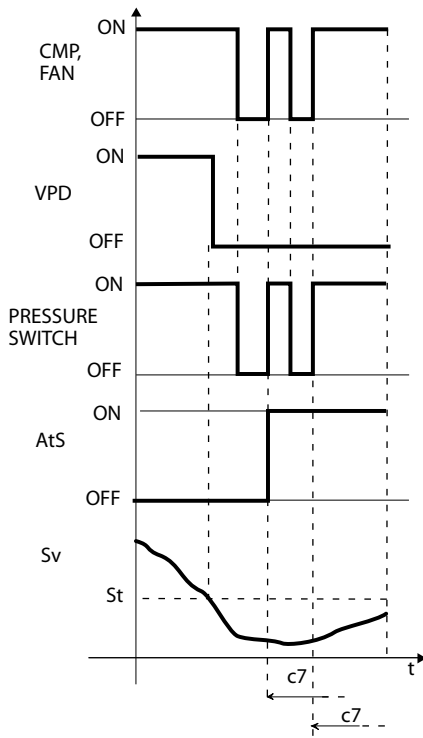 ON
CMP,
FAN
OFF
ON
VPD
OFF
ON
PRESSURE
SWITCH
OFF
ON
AtS
OFF
Sv
St
t
c7
c7